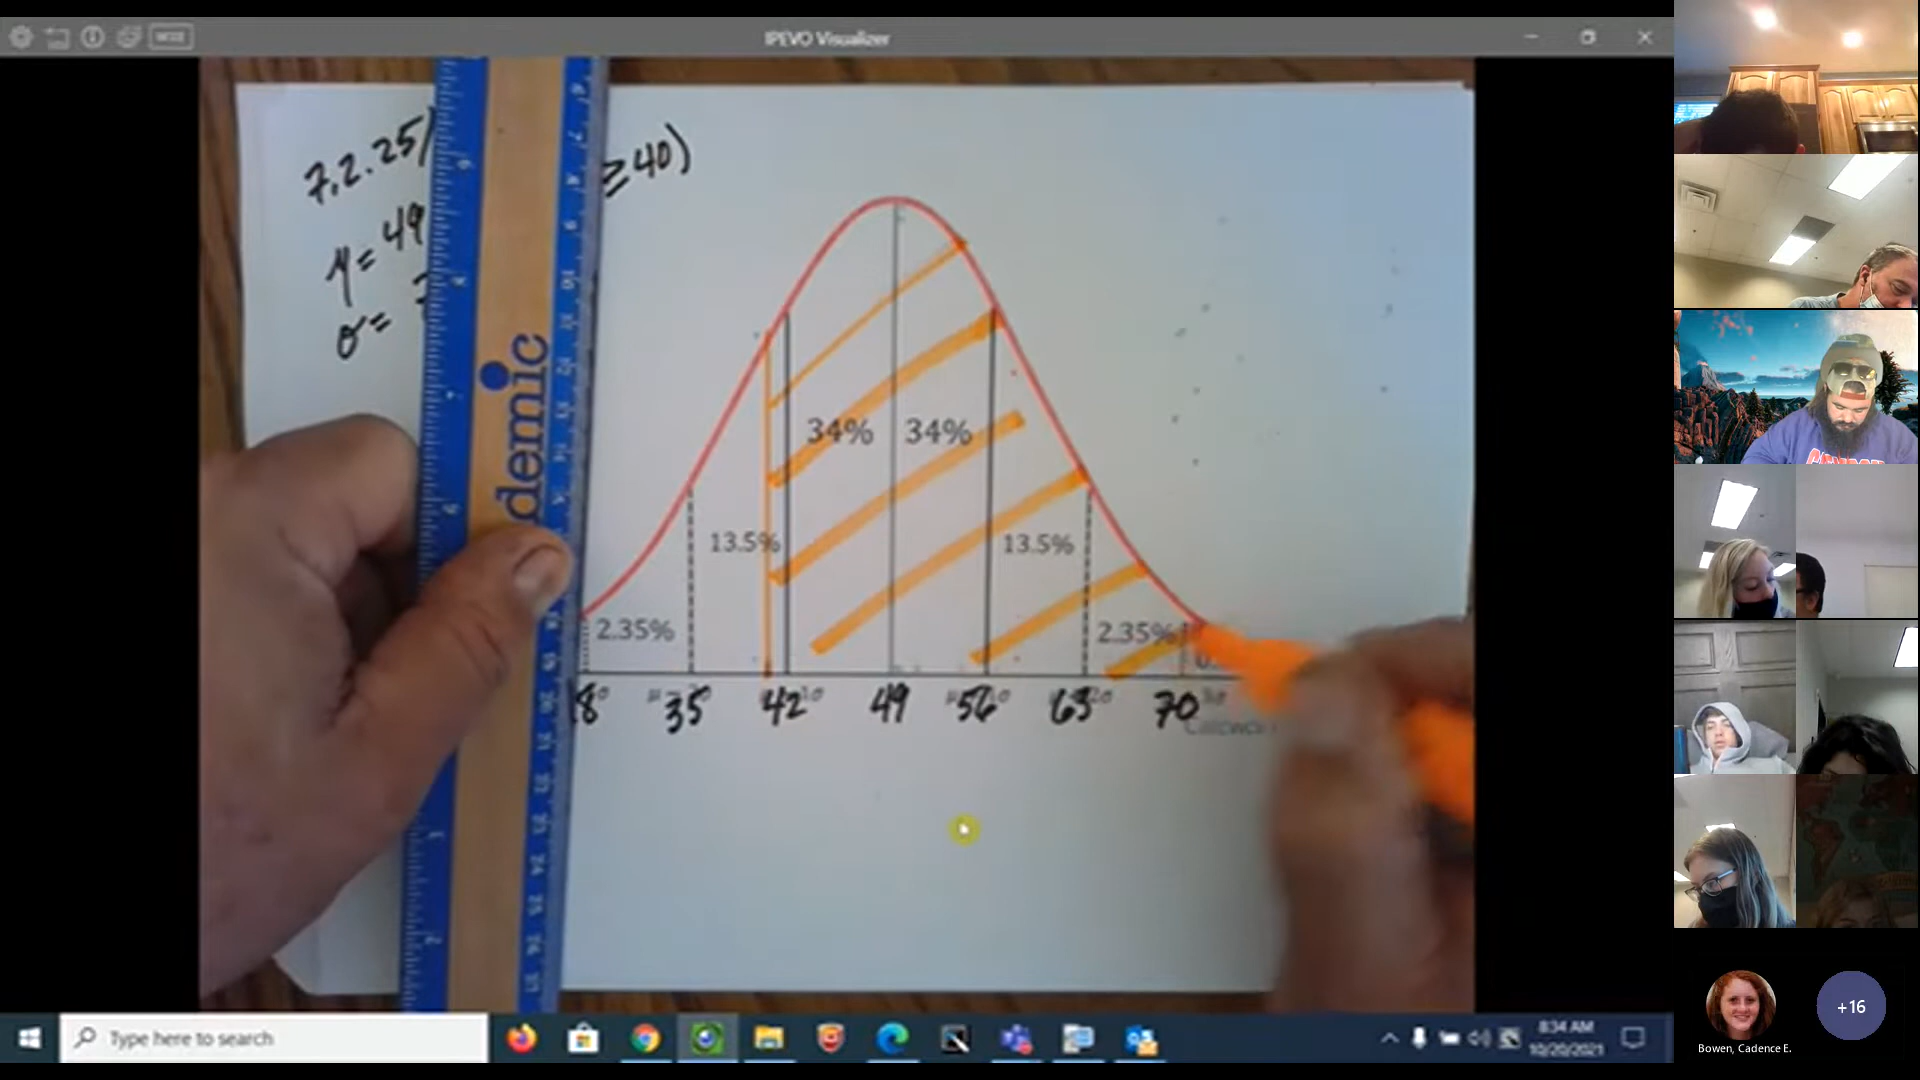 IPEVO Visualizer
7.2.25)
≥40)
μ= 49
σ=
demic
34% 34%
13.5% 13.5%
2.35% 2.35%
35 42 49 56 63 70
Type here to search
8:34 AM
10/20/2021
+16
Bowen, Cadence E.